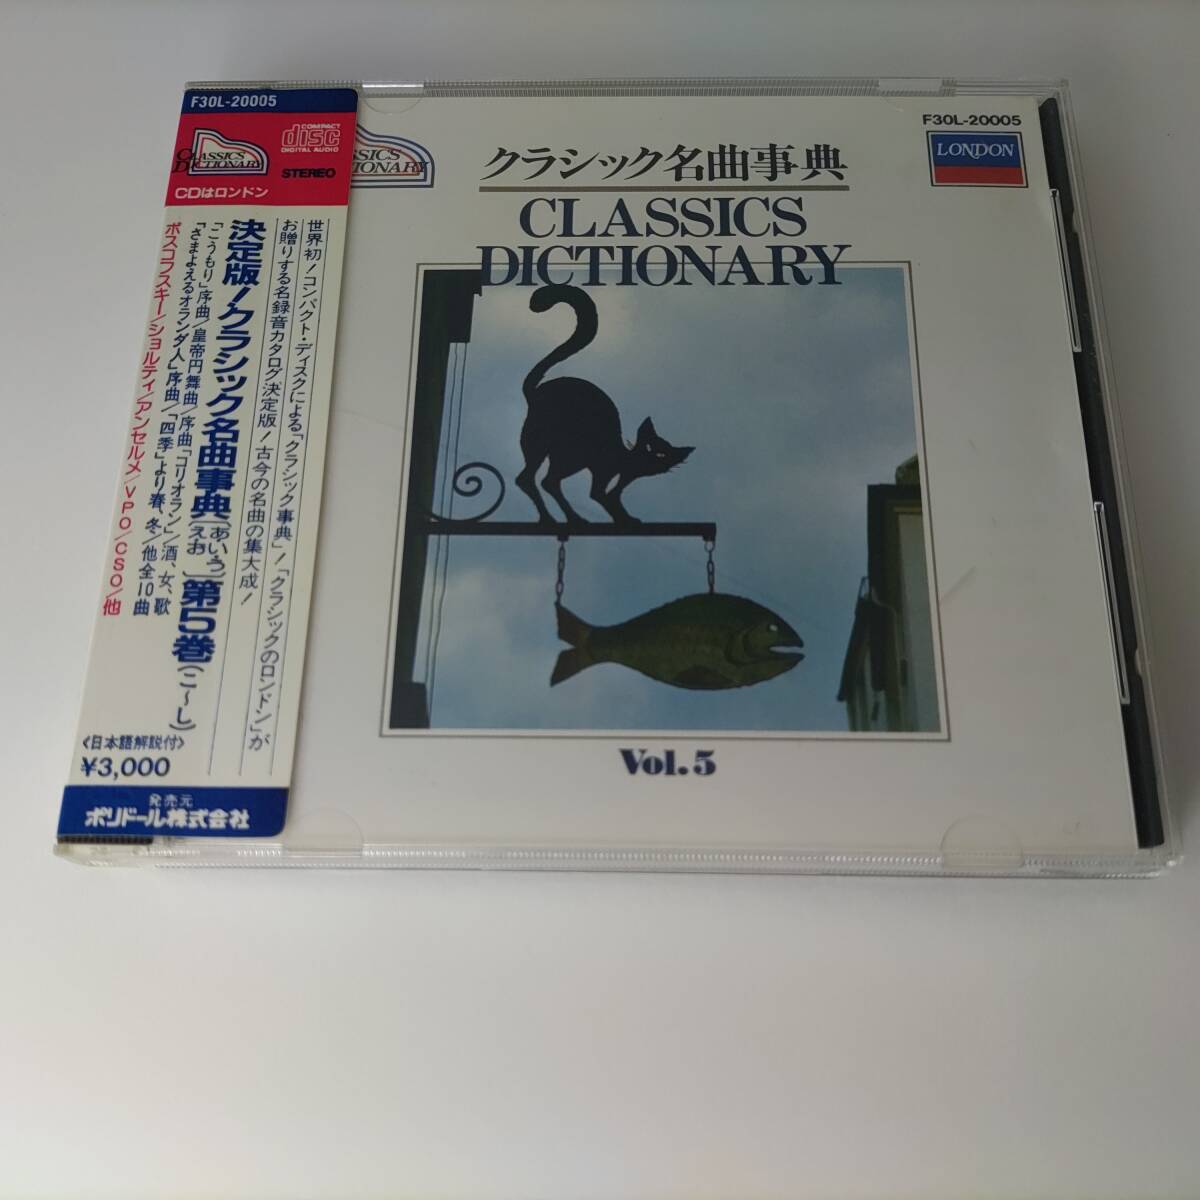 F30L-20005
CLASSICS
DICTIONARY
COMPACT
disc
DIGITAL AUDIO
STEREO
CDはロンドン
世界初!コンパクト・ディスクによる「クラシック事典」!「クラシックのロンドン」が
お贈りする名録音カタログ決定版!古今の名曲の集大成!
決定版!クラシック名曲事典(あいうえお)第5巻(こ〜し)
「こうもり」序曲/皇帝円舞曲/序曲「コリオラン」/酒、女、歌
「さまよえるオランダ人」序曲/「四季」より春、冬/他全10曲
ボスコフスキー/ショルティ/アンセルメ/VPO/CSO/他
〈日本語解説付〉
¥3,000
発売元
ポリドール株式会社
SSICS
TIONARY
クラシック名曲事典
CLASSICS
DICTIONARY
F30L-20005
LONDON
Vol.5